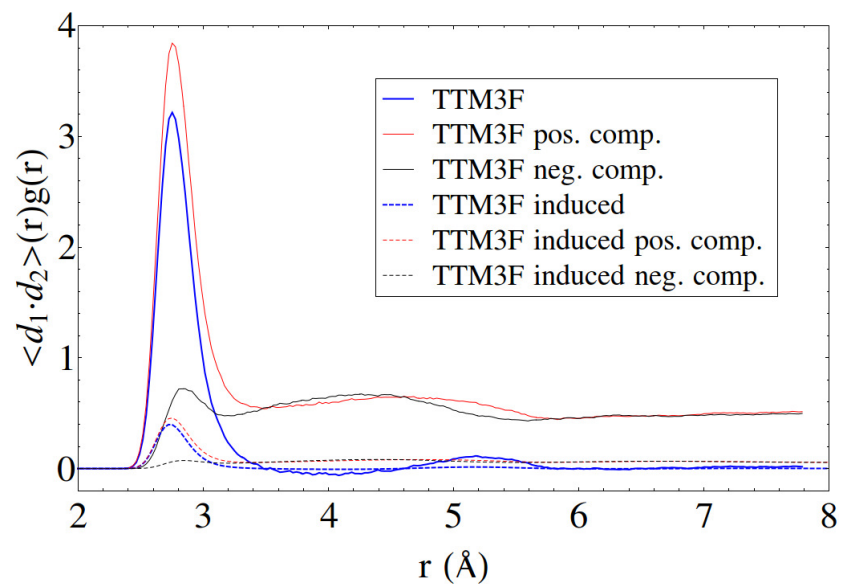 4
3
2
1
0
<d₁·d₂>(r)g(r)
TTM3F
TTM3F pos. comp.
TTM3F neg. comp.
TTM3F induced
TTM3F induced pos. comp.
TTM3F induced neg. comp.
2 3 4 5 6 7 8
r (Å)